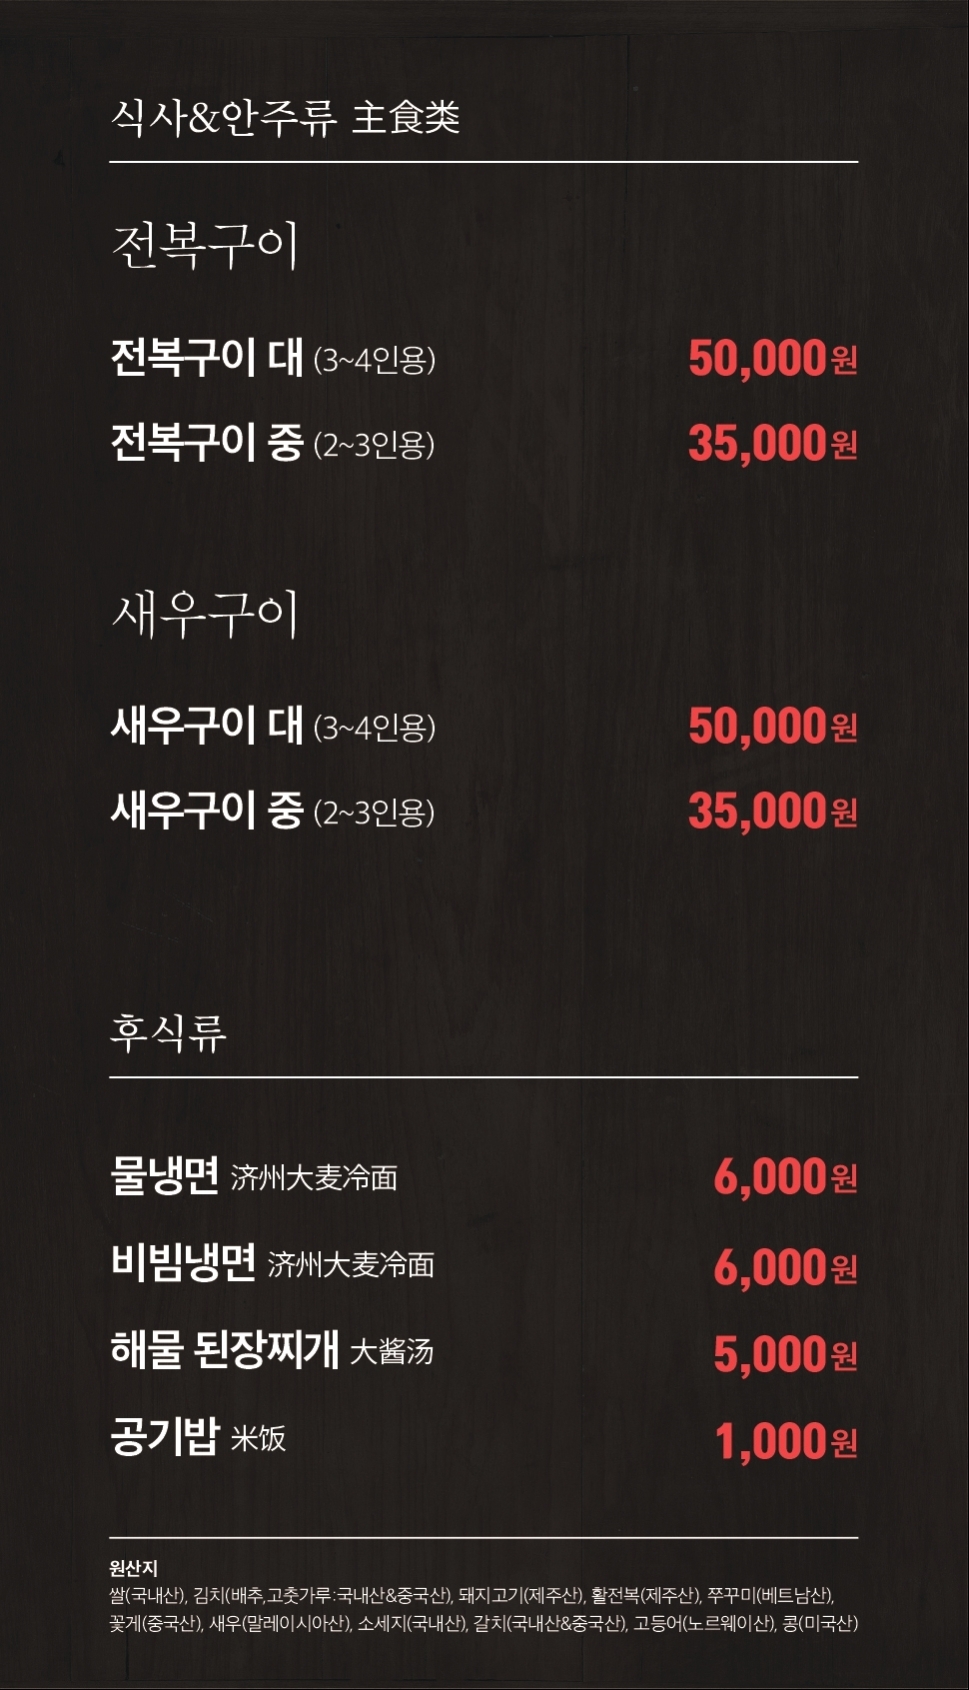 식사&안주류 主食类
전복구이
전복구이 대 (3~4인용) 50,000원
전복구이 중 (2~3인용) 35,000원
새우구이
새우구이 대 (3~4인용) 50,000원
새우구이 중 (2~3인용) 35,000원
후식류
물냉면 济州大麦冷面 6,000원
비빔냉면 济州大麦冷面 6,000원
해물 된장찌개 大酱汤 5,000원
공기밥 米饭 1,000원
원산지
쌀(국내산), 김치(배추,고춧가루:국내산&중국산), 돼지고기(제주산), 활전복(제주산), 쭈꾸미(베트남산),
꽃게(중국산), 새우(말레이시아산), 소세지(국내산), 갈치(국내산&중국산), 고등어(노르웨이산), 콩(미국산)